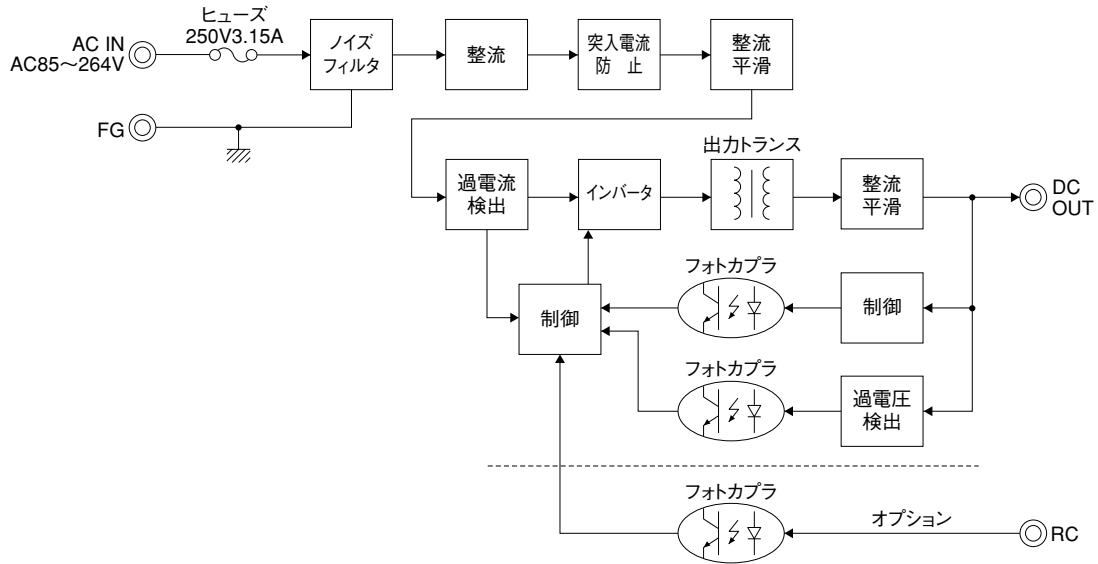 ヒューズ
250V3.15A
AC IN
AC85～264V
ノイズ
フィルタ
整流
突入電流
防 止
整流
平滑
FG
出力トランス
過電流
検出
インバータ
整流
平滑
DC
OUT
フォトカプラ
制御
制御
フォトカプラ
過電圧
検出
フォトカプラ
オプション
RC